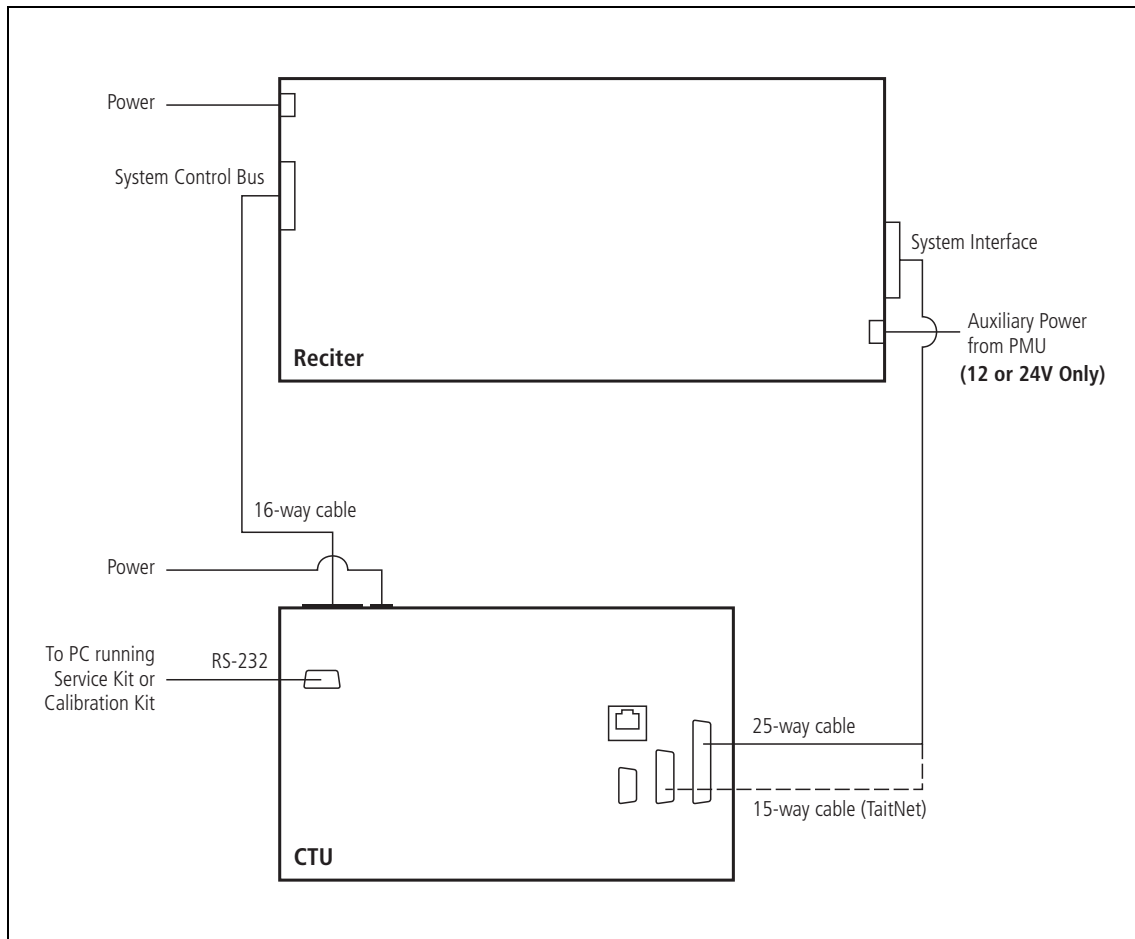 Power
System Control Bus
System Interface
Auxiliary Power
from PMU
(12 or 24V Only)
Reciter
16-way cable
Power
To PC running
Service Kit or
Calibration Kit
RS-232
25-way cable
15-way cable (TaitNet)
CTU